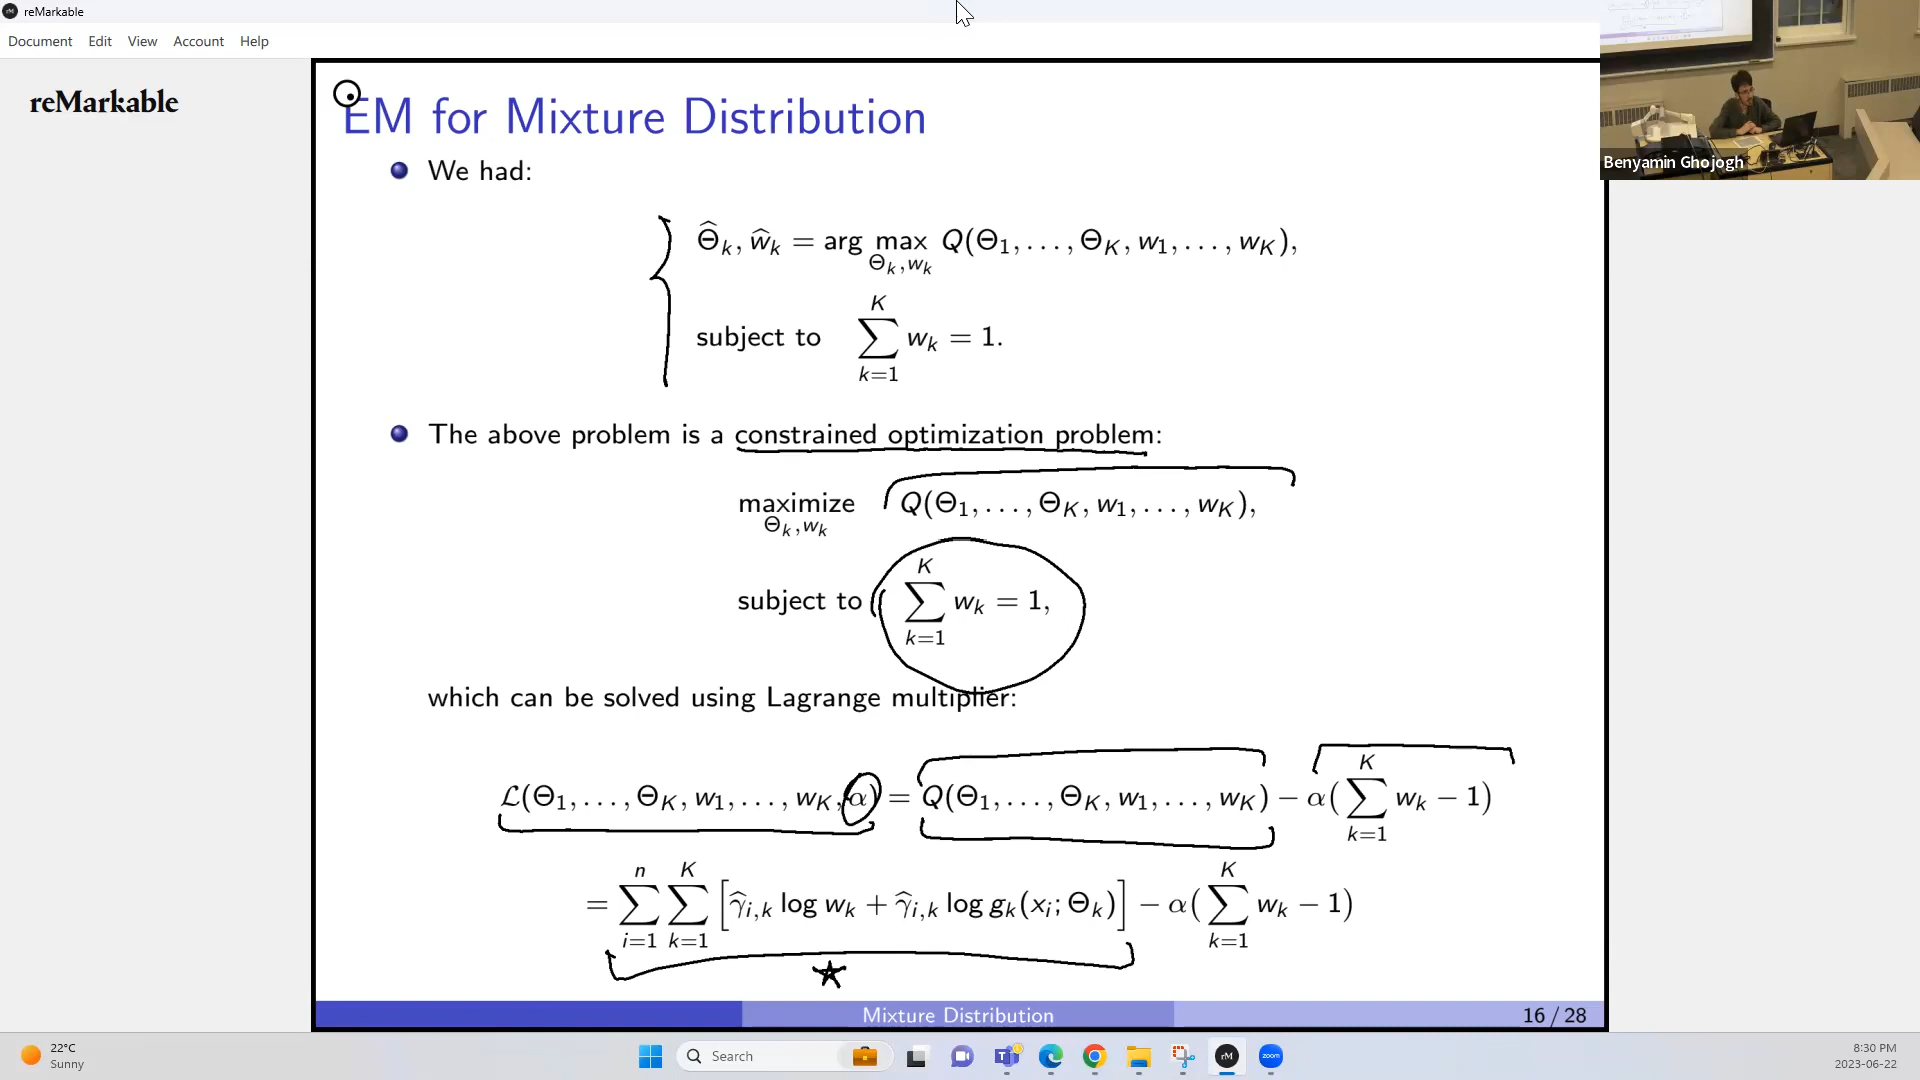 reMarkable
Document Edit View Account Help
reMarkable
Benyamin Ghojogh
EM for Mixture Distribution
We had:
Θ̂_k, ŵ_k = arg max_{Θ_k,w_k} Q(Θ_1, . . . , Θ_K, w_1, . . . , w_K),
subject to ∑_{k=1}^{K} w_k = 1.
The above problem is a constrained optimization problem:
maximize_{Θ_k,w_k} Q(Θ_1, . . . , Θ_K, w_1, . . . , w_K),
subject to ∑_{k=1}^{K} w_k = 1,
which can be solved using Lagrange multiplier:
ℒ(Θ_1, . . . , Θ_K, w_1, . . . , w_K, α) = Q(Θ_1, . . . , Θ_K, w_1, . . . , w_K) − α(∑_{k=1}^{K} w_k − 1)
= ∑_{i=1}^{n} ∑_{k=1}^{K} [γ̂_{i,k} log w_k + γ̂_{i,k} log g_k(x_i; Θ_k)] − α(∑_{k=1}^{K} w_k − 1)
Mixture Distribution 16 / 28
22°C
Sunny
Search
rM
zoom
8:30 PM
2023-06-22